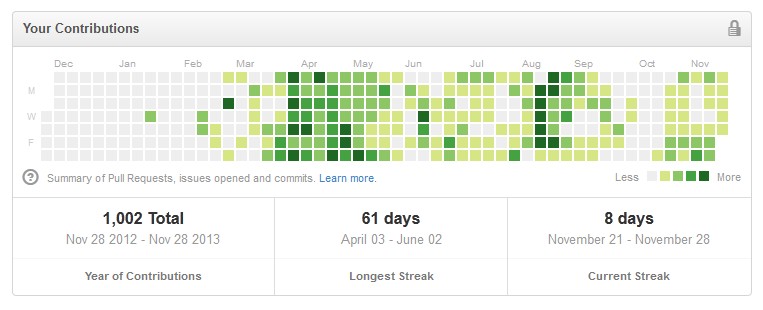 Your Contributions
Dec Jan Feb Mar Apr May Jun Jul Aug Sep Oct Nov
M
W
F
? Summary of Pull Requests, issues opened and commits. Learn more. Less More
1,002 Total 61 days 8 days
Nov 28 2012 - Nov 28 2013 April 03 - June 02 November 21 - November 28
Year of Contributions Longest Streak Current Streak